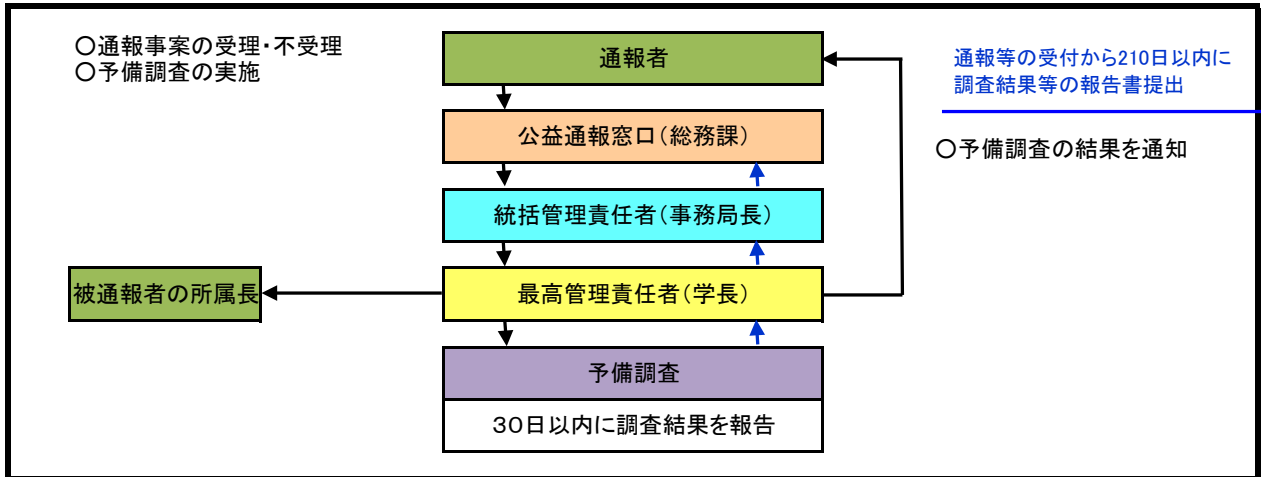 〇通報事案の受理・不受理
〇予備調査の実施
通報者
通報等の受付から210日以内に
調査結果等の報告書提出
公益通報窓口（総務課）
〇予備調査の結果を通知
統括管理責任者（事務局長）
被通報者の所属長
最高管理責任者（学長）
予備調査
３０日以内に調査結果を報告